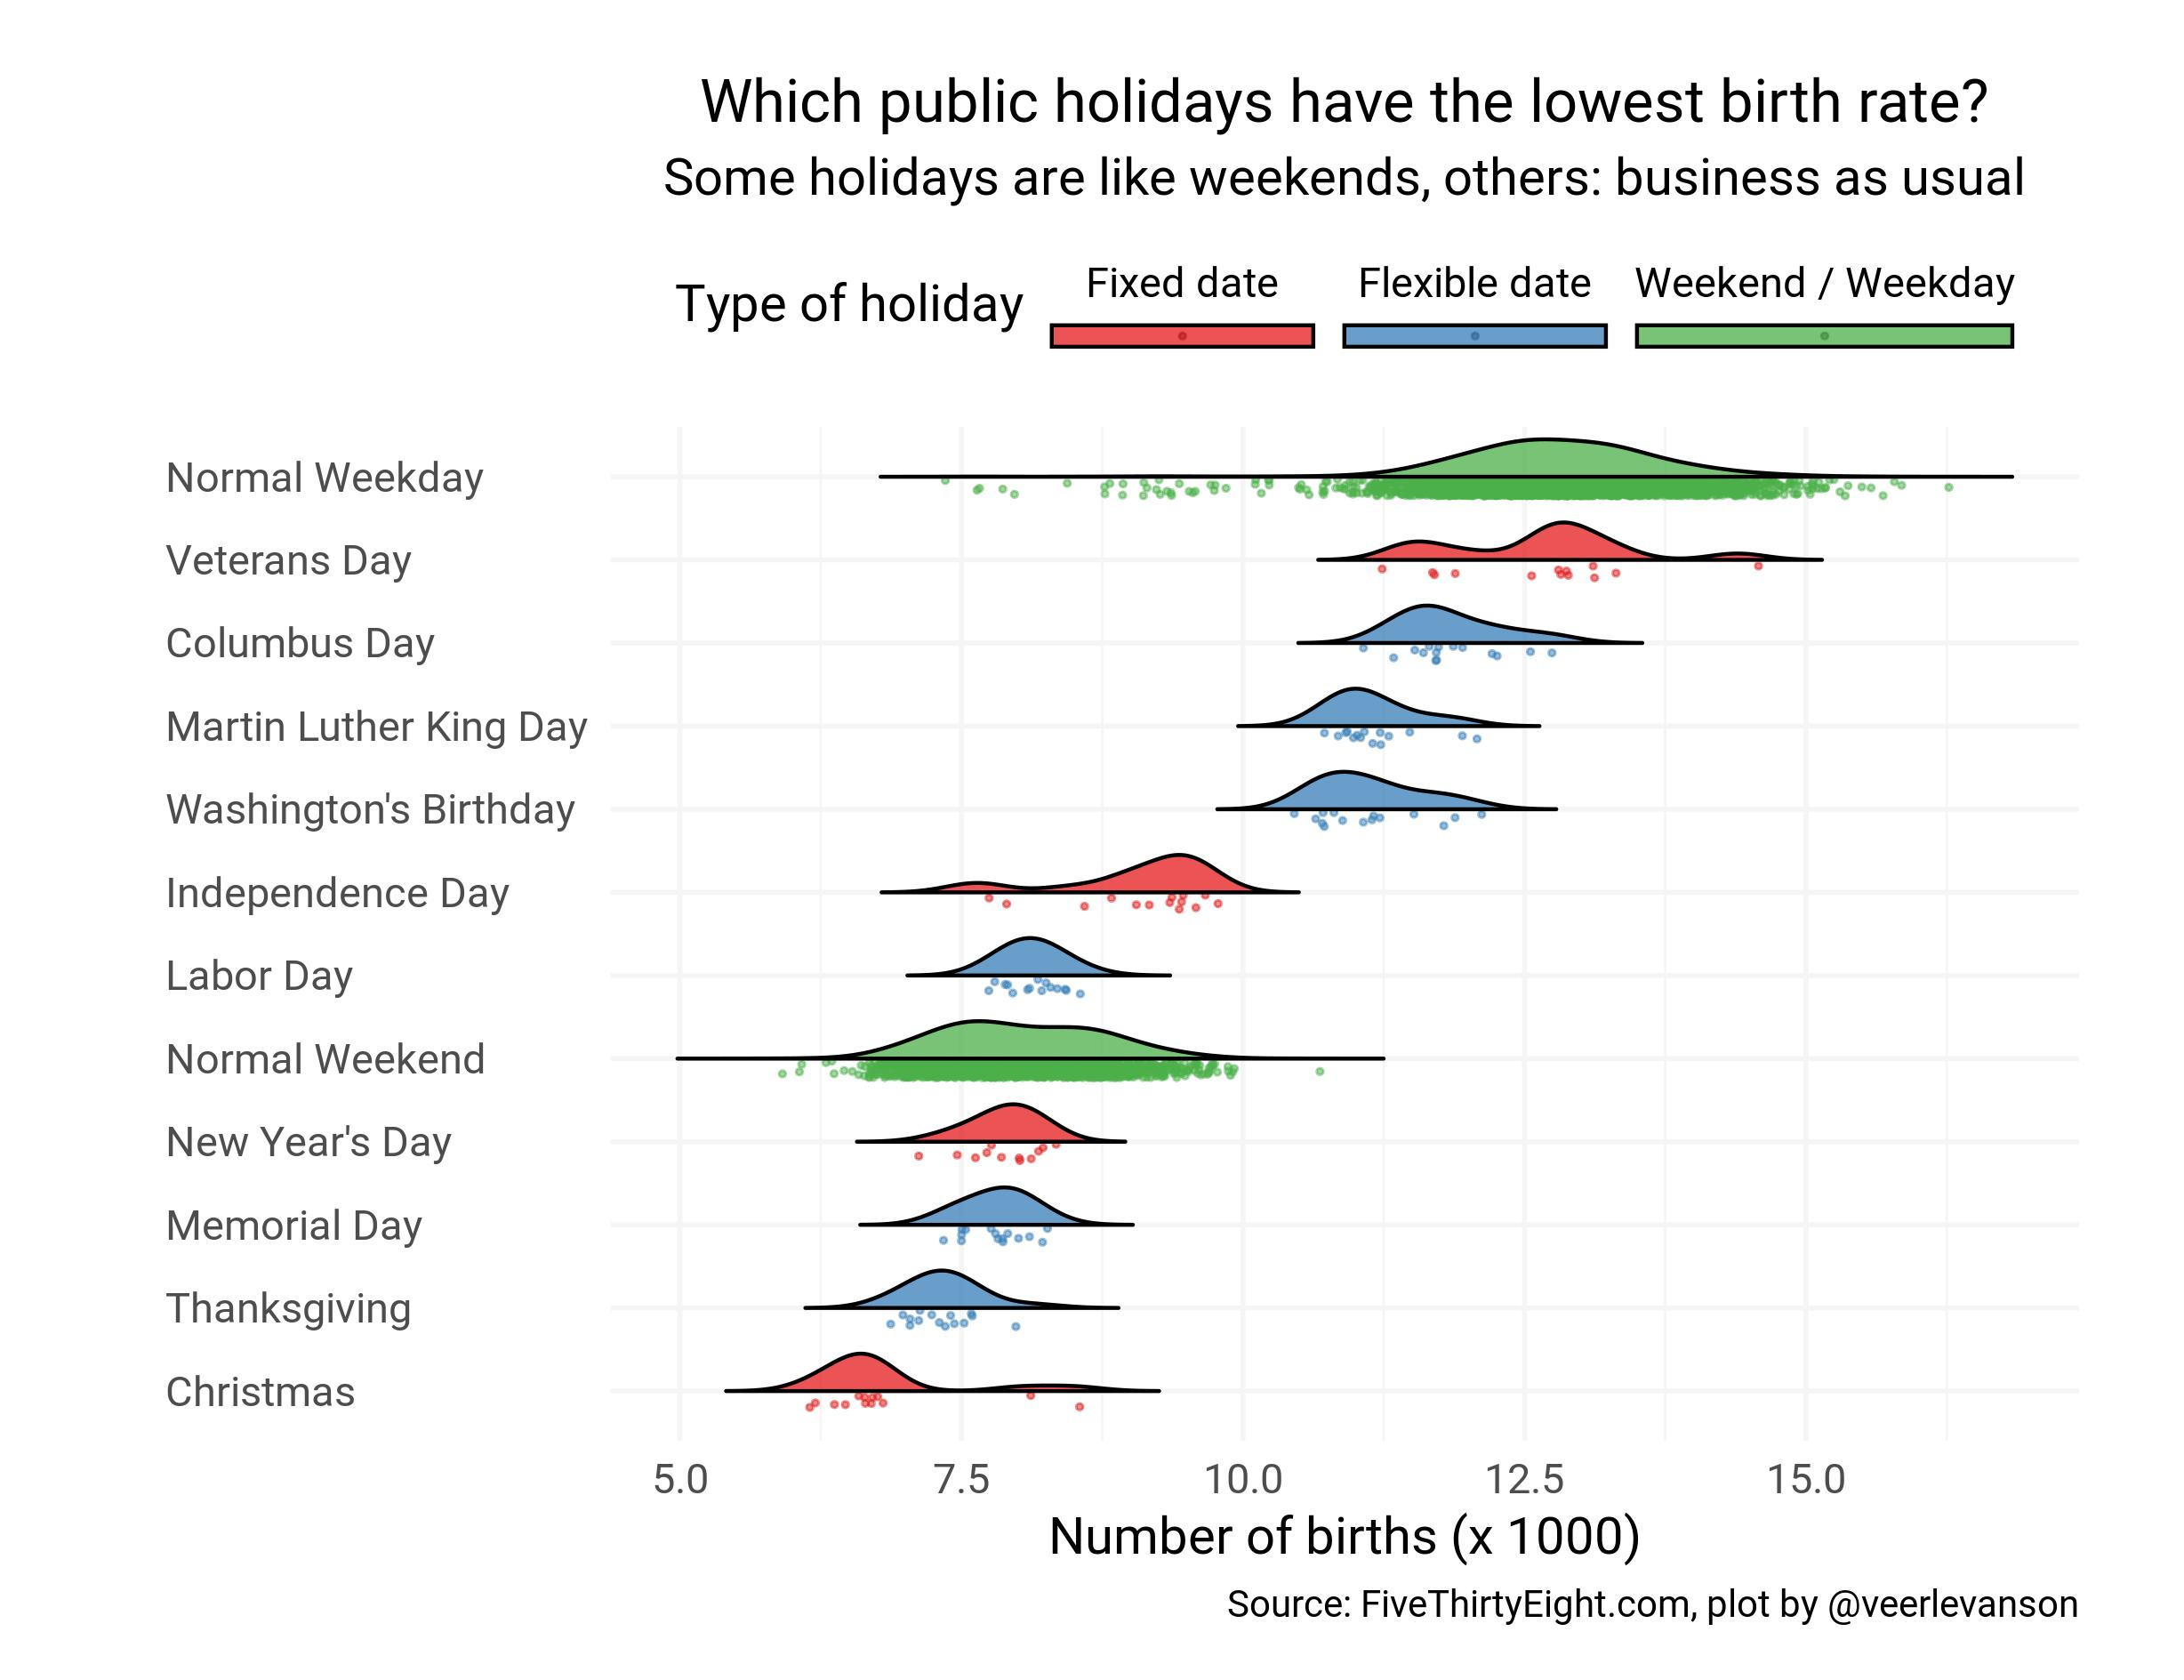 Which public holidays have the lowest birth rate?
Some holidays are like weekends, others: business as usual
Type of holiday
Fixed date
Flexible date
Weekend / Weekday
Normal Weekday
Veterans Day
Columbus Day
Martin Luther King Day
Washington's Birthday
Independence Day
Labor Day
Normal Weekend
New Year's Day
Memorial Day
Thanksgiving
Christmas
5.0 7.5 10.0 12.5 15.0
Number of births (x 1000)
Source: FiveThirtyEight.com, plot by @veerlevanson